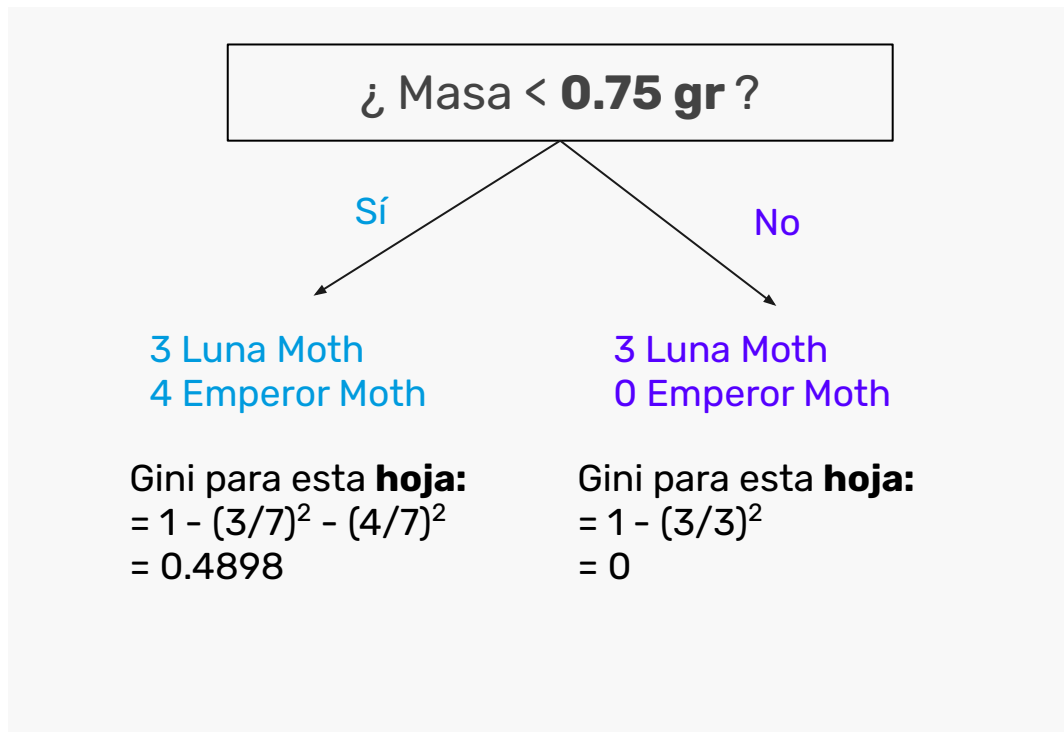 ¿ Masa < 0.75 gr ?
Sí
No
3 Luna Moth
4 Emperor Moth
3 Luna Moth
0 Emperor Moth
Gini para esta hoja:
= 1 - (3/7)²  - (4/7)²
= 0.4898
Gini para esta hoja:
= 1 - (3/3)²
= 0